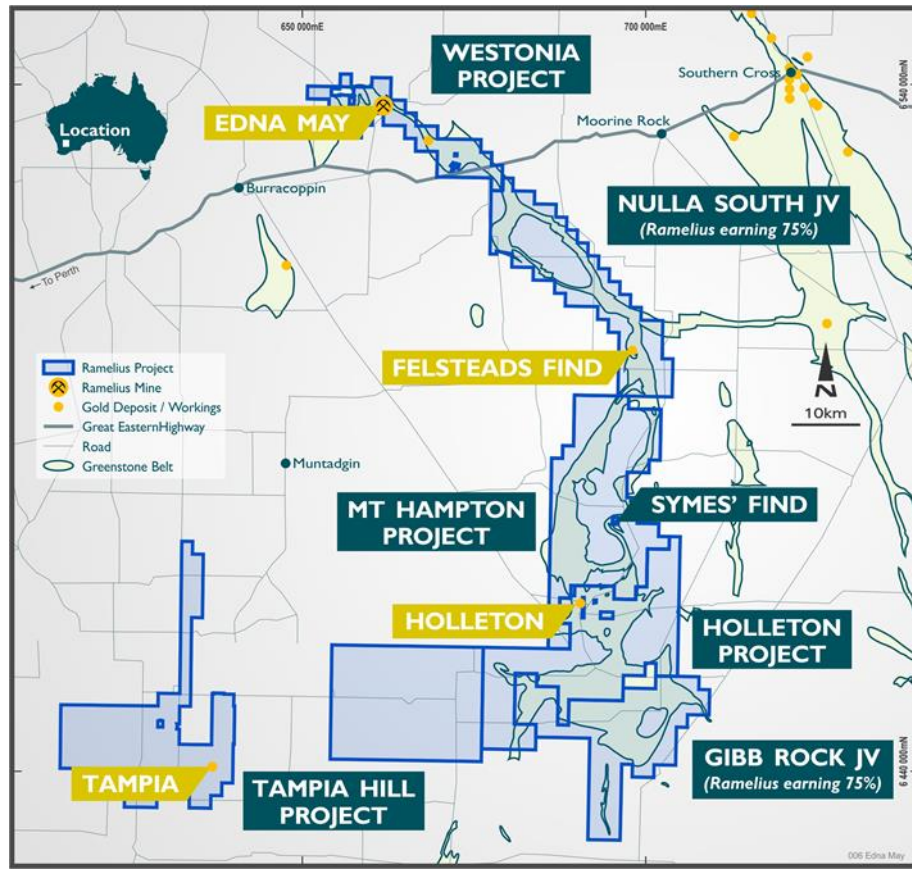 650 000mE
700 000mE
WESTONIA
PROJECT
Southern Cross
6 540 000mN
Location
EDNA MAY
Moorine Rock
Burracoppin
NULLA SOUTH JV
(Ramelius earning 75%)
To Perth
FELSTEADS FIND
N
10km
Ramelius Project
Ramelius Mine
Gold Deposit / Workings
Great EasternHighway
Road
Greenstone Belt
Muntadgin
MT HAMPTON
PROJECT
SYMES' FIND
HOLLETON
HOLLETON
PROJECT
GIBB ROCK JV
(Ramelius earning 75%)
6 440 000mN
TAMPIA
TAMPIA HILL
PROJECT
006 Edna May